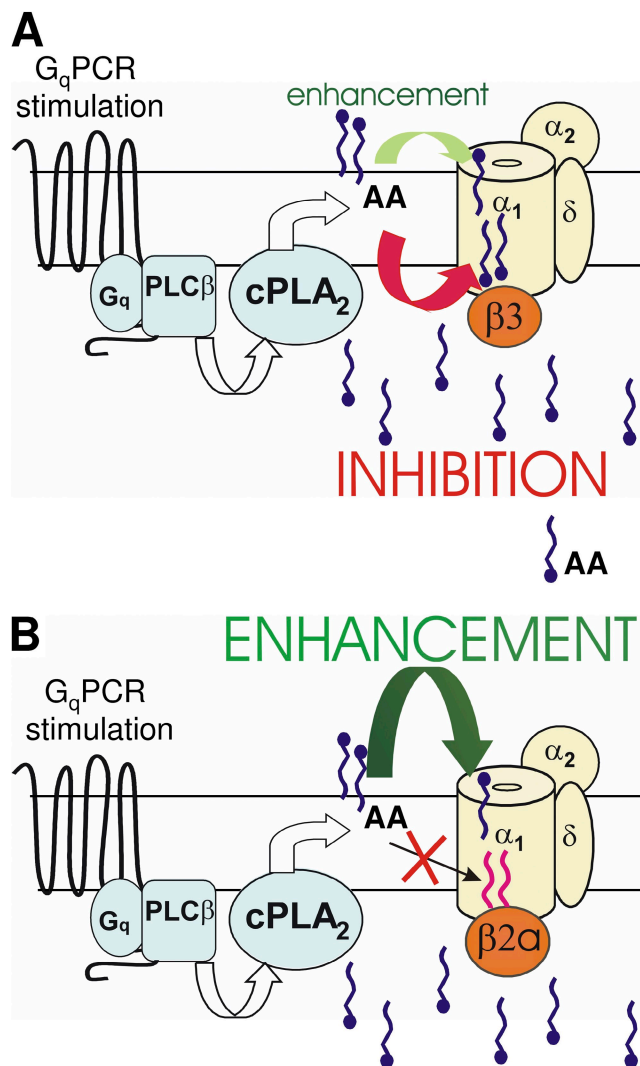 A
GqPCR
stimulation
enhancement
α2
AA
α1
δ
Gq
PLCβ
cPLA2
β3
INHIBITION
AA
B
ENHANCEMENT
GqPCR
stimulation
α2
AA
α1
δ
Gq
PLCβ
cPLA2
β2a